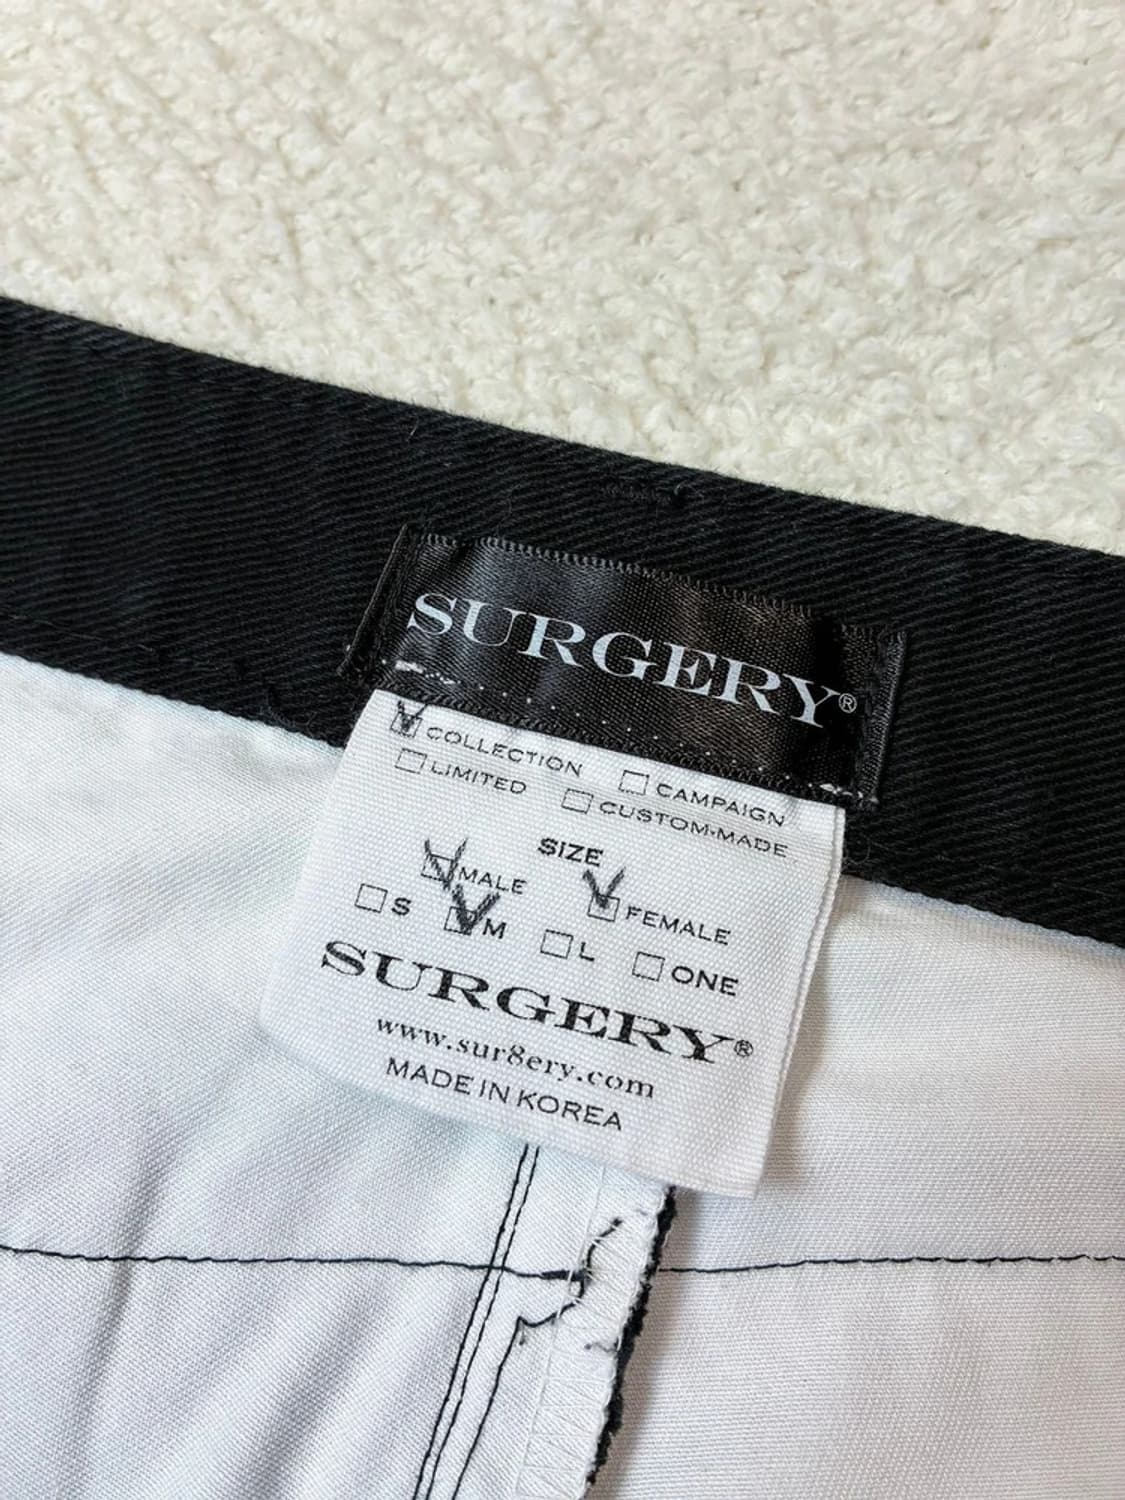 SURGERY®
☑ COLLECTION ☐ CAMPAIGN
☐ LIMITED ☐ CUSTOM-MADE
SIZE
☑ MALE ☑ FEMALE
☐ S ☑ M ☐ L ☐ ONE
SURGERY®
www.sur8ery.com
MADE IN KOREA